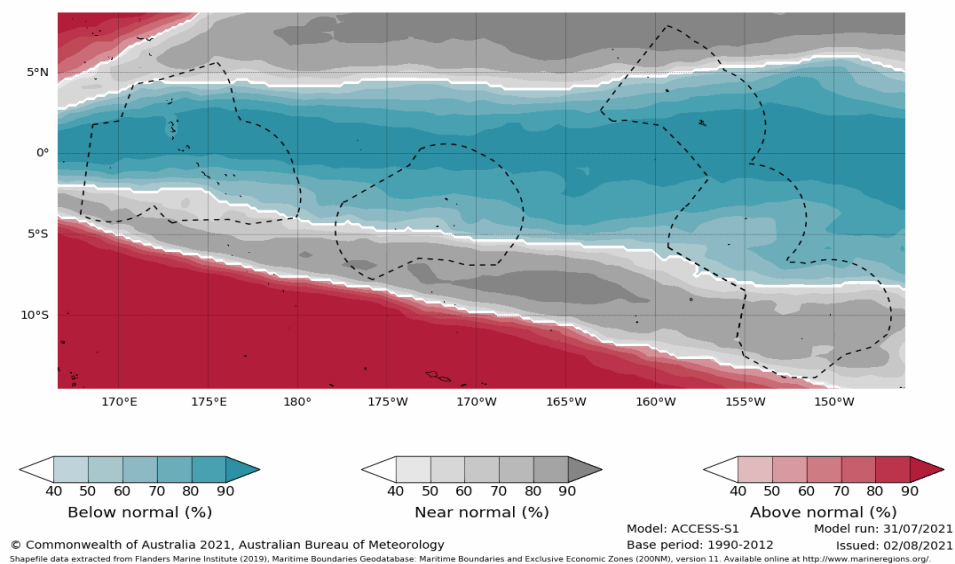 5°N
0°
5°S
10°S
170°E 175°E 180° 175°W 170°W 165°W 160°W 155°W 150°W
40 50 60 70 80 90 40 50 60 70 80 90 40 50 60 70 80 90
Below normal (%) Near normal (%) Above normal (%)
Model: ACCESS-S1 Model run: 31/07/2021
© Commonwealth of Australia 2021, Australian Bureau of Meteorology Base period: 1990-2012 Issued: 02/08/2021
Shapefile data extracted from Flanders Marine Institute (2019), Maritime Boundaries Geodatabase: Maritime Boundaries and Exclusive Economic Zones (200NM), version 11. Available online at http://www.marineregions.org/.